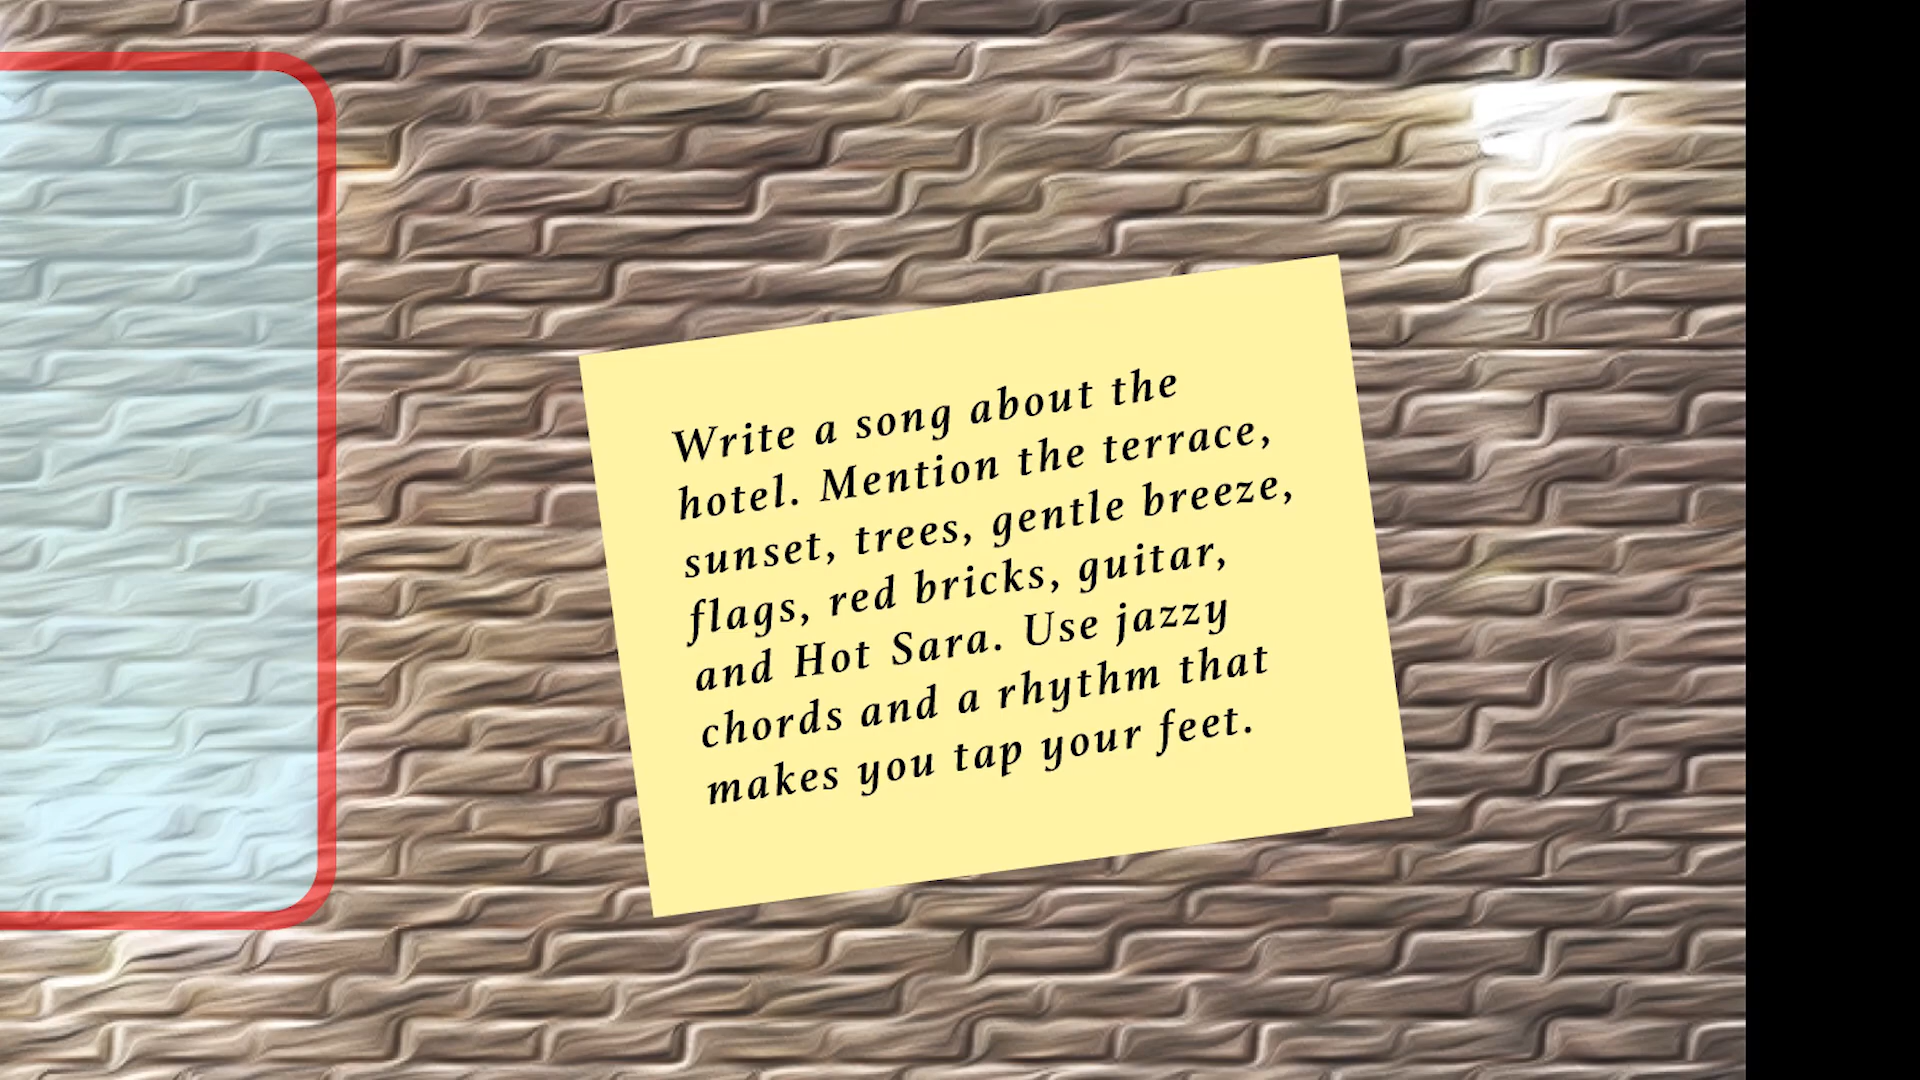 Write a song about the
hotel. Mention the terrace,
sunset, trees, gentle breeze,
flags, red bricks, guitar,
and Hot Sara. Use jazzy
chords and a rhythm that
makes you tap your feet.